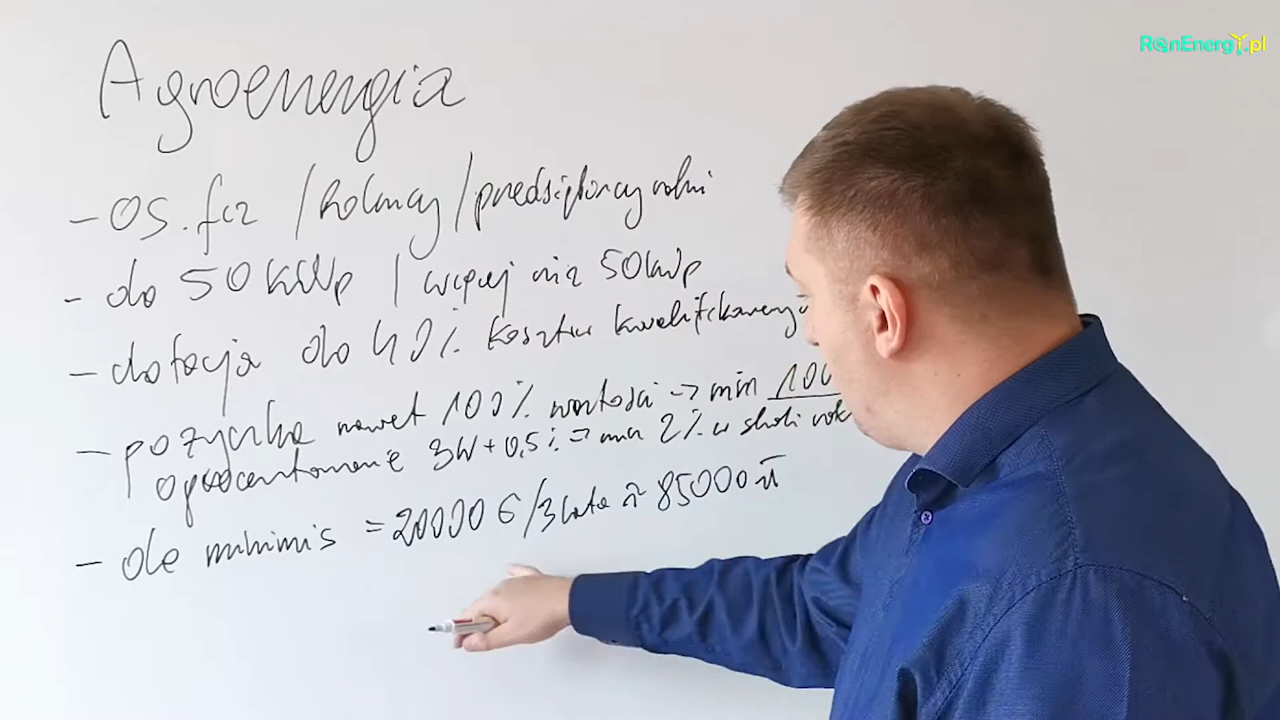 RenEnergy.pl
Agroenergia
- os. fiz / Rolnicy / przedsiębiorcy rolni
- do 50 kWp / więcej niż 50 kWp
- dotacja do 40% kosztów kwalifikowanych
- pożyczka nawet 100% wartości → min 100
oprocentowanie 3W + 0,5% → min 2% w skali roku
- de minimis = 20000 € / 3 lata ≈ 85000 zł